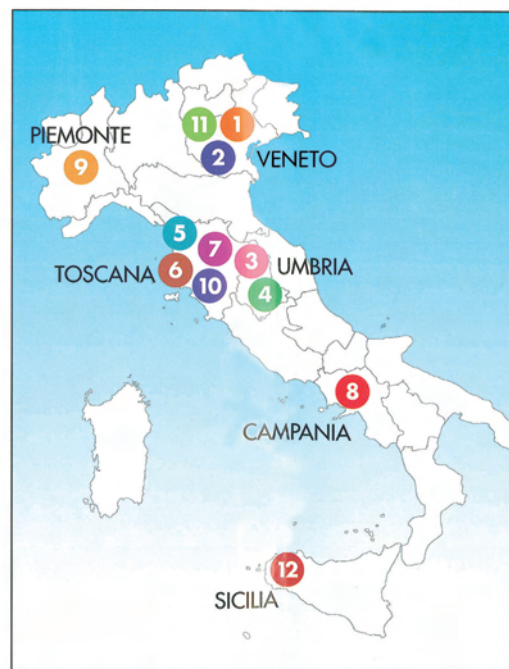 11 1
PIEMONTE
9
2 VENETO
5
7
3 UMBRIA
TOSCANA 6
10
4
8
CAMPANIA
12
SICILIA